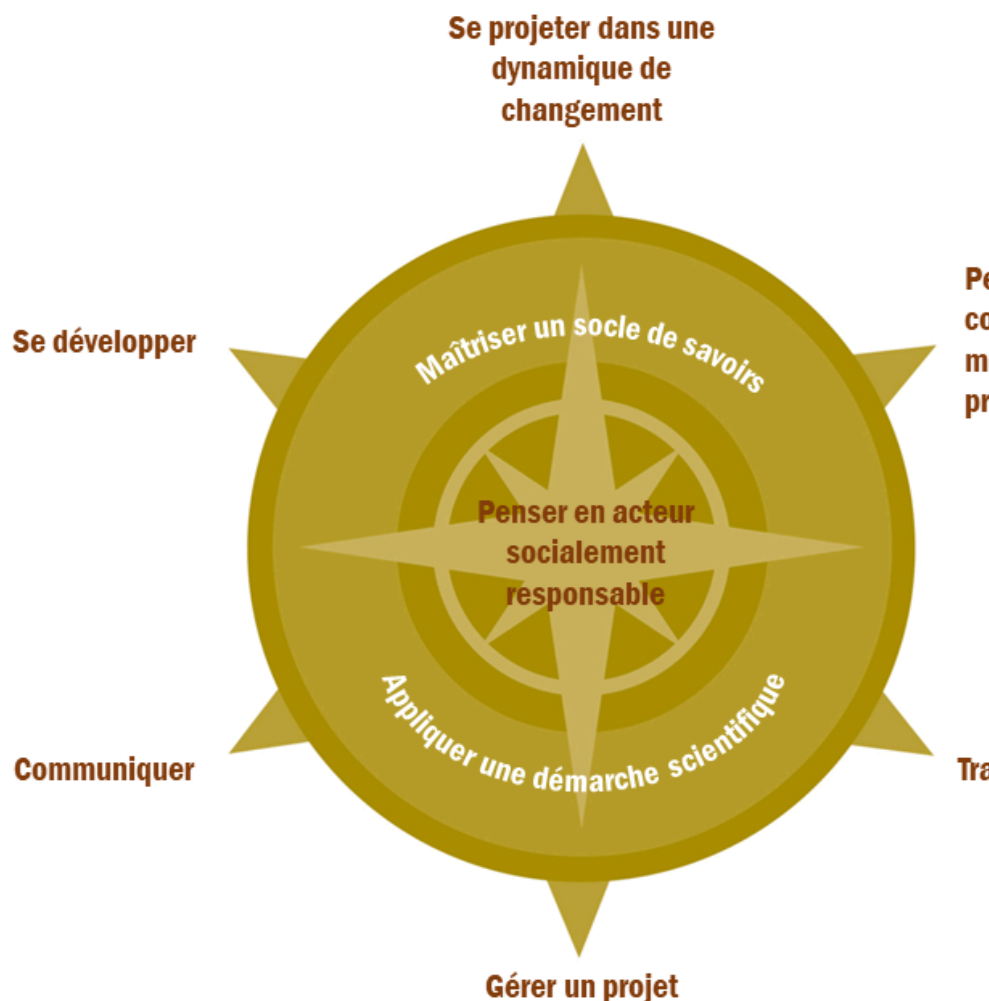 Se projeter dans une
dynamique de
changement
Se développer
Maîtriser un socle de savoirs
Penser en acteur
socialement
responsable
Appliquer une démarche scientifique
Communiquer
Gérer un projet